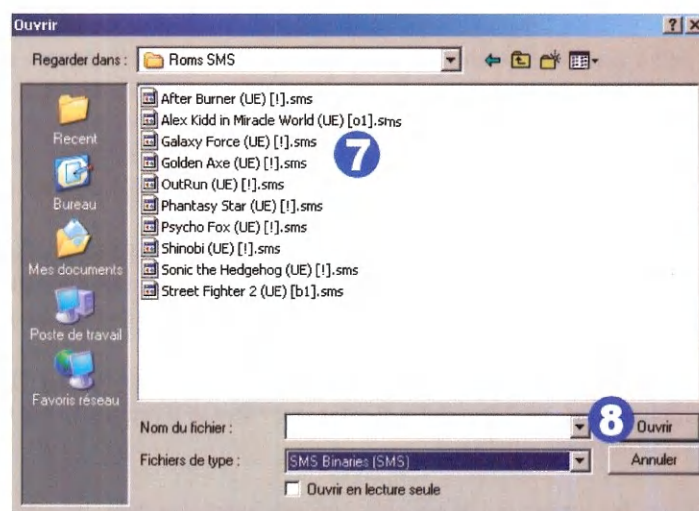 Ouvrir
Regarder dans :
Roms SMS
Recent
Bureau
Mes documents
Poste de travail
Favoris réseau
After Burner (UE) [!].sms
Alex Kidd in Miracle World (UE) [o1].sms
Galaxy Force (UE) [!].sms
Golden Axe (UE) [!].sms
OutRun (UE) [!].sms
Phantasy Star (UE) [!].sms
Psycho Fox (UE) [!].sms
Shinobi (UE) [!].sms
Sonic the Hedgehog (UE) [!].sms
Street Fighter 2 (UE) [b1].sms
7
Nom du fichier :
8
Ouvrir
Fichiers de type :
SMS Binaries (SMS)
Annuler
Ouvrir en lecture seule